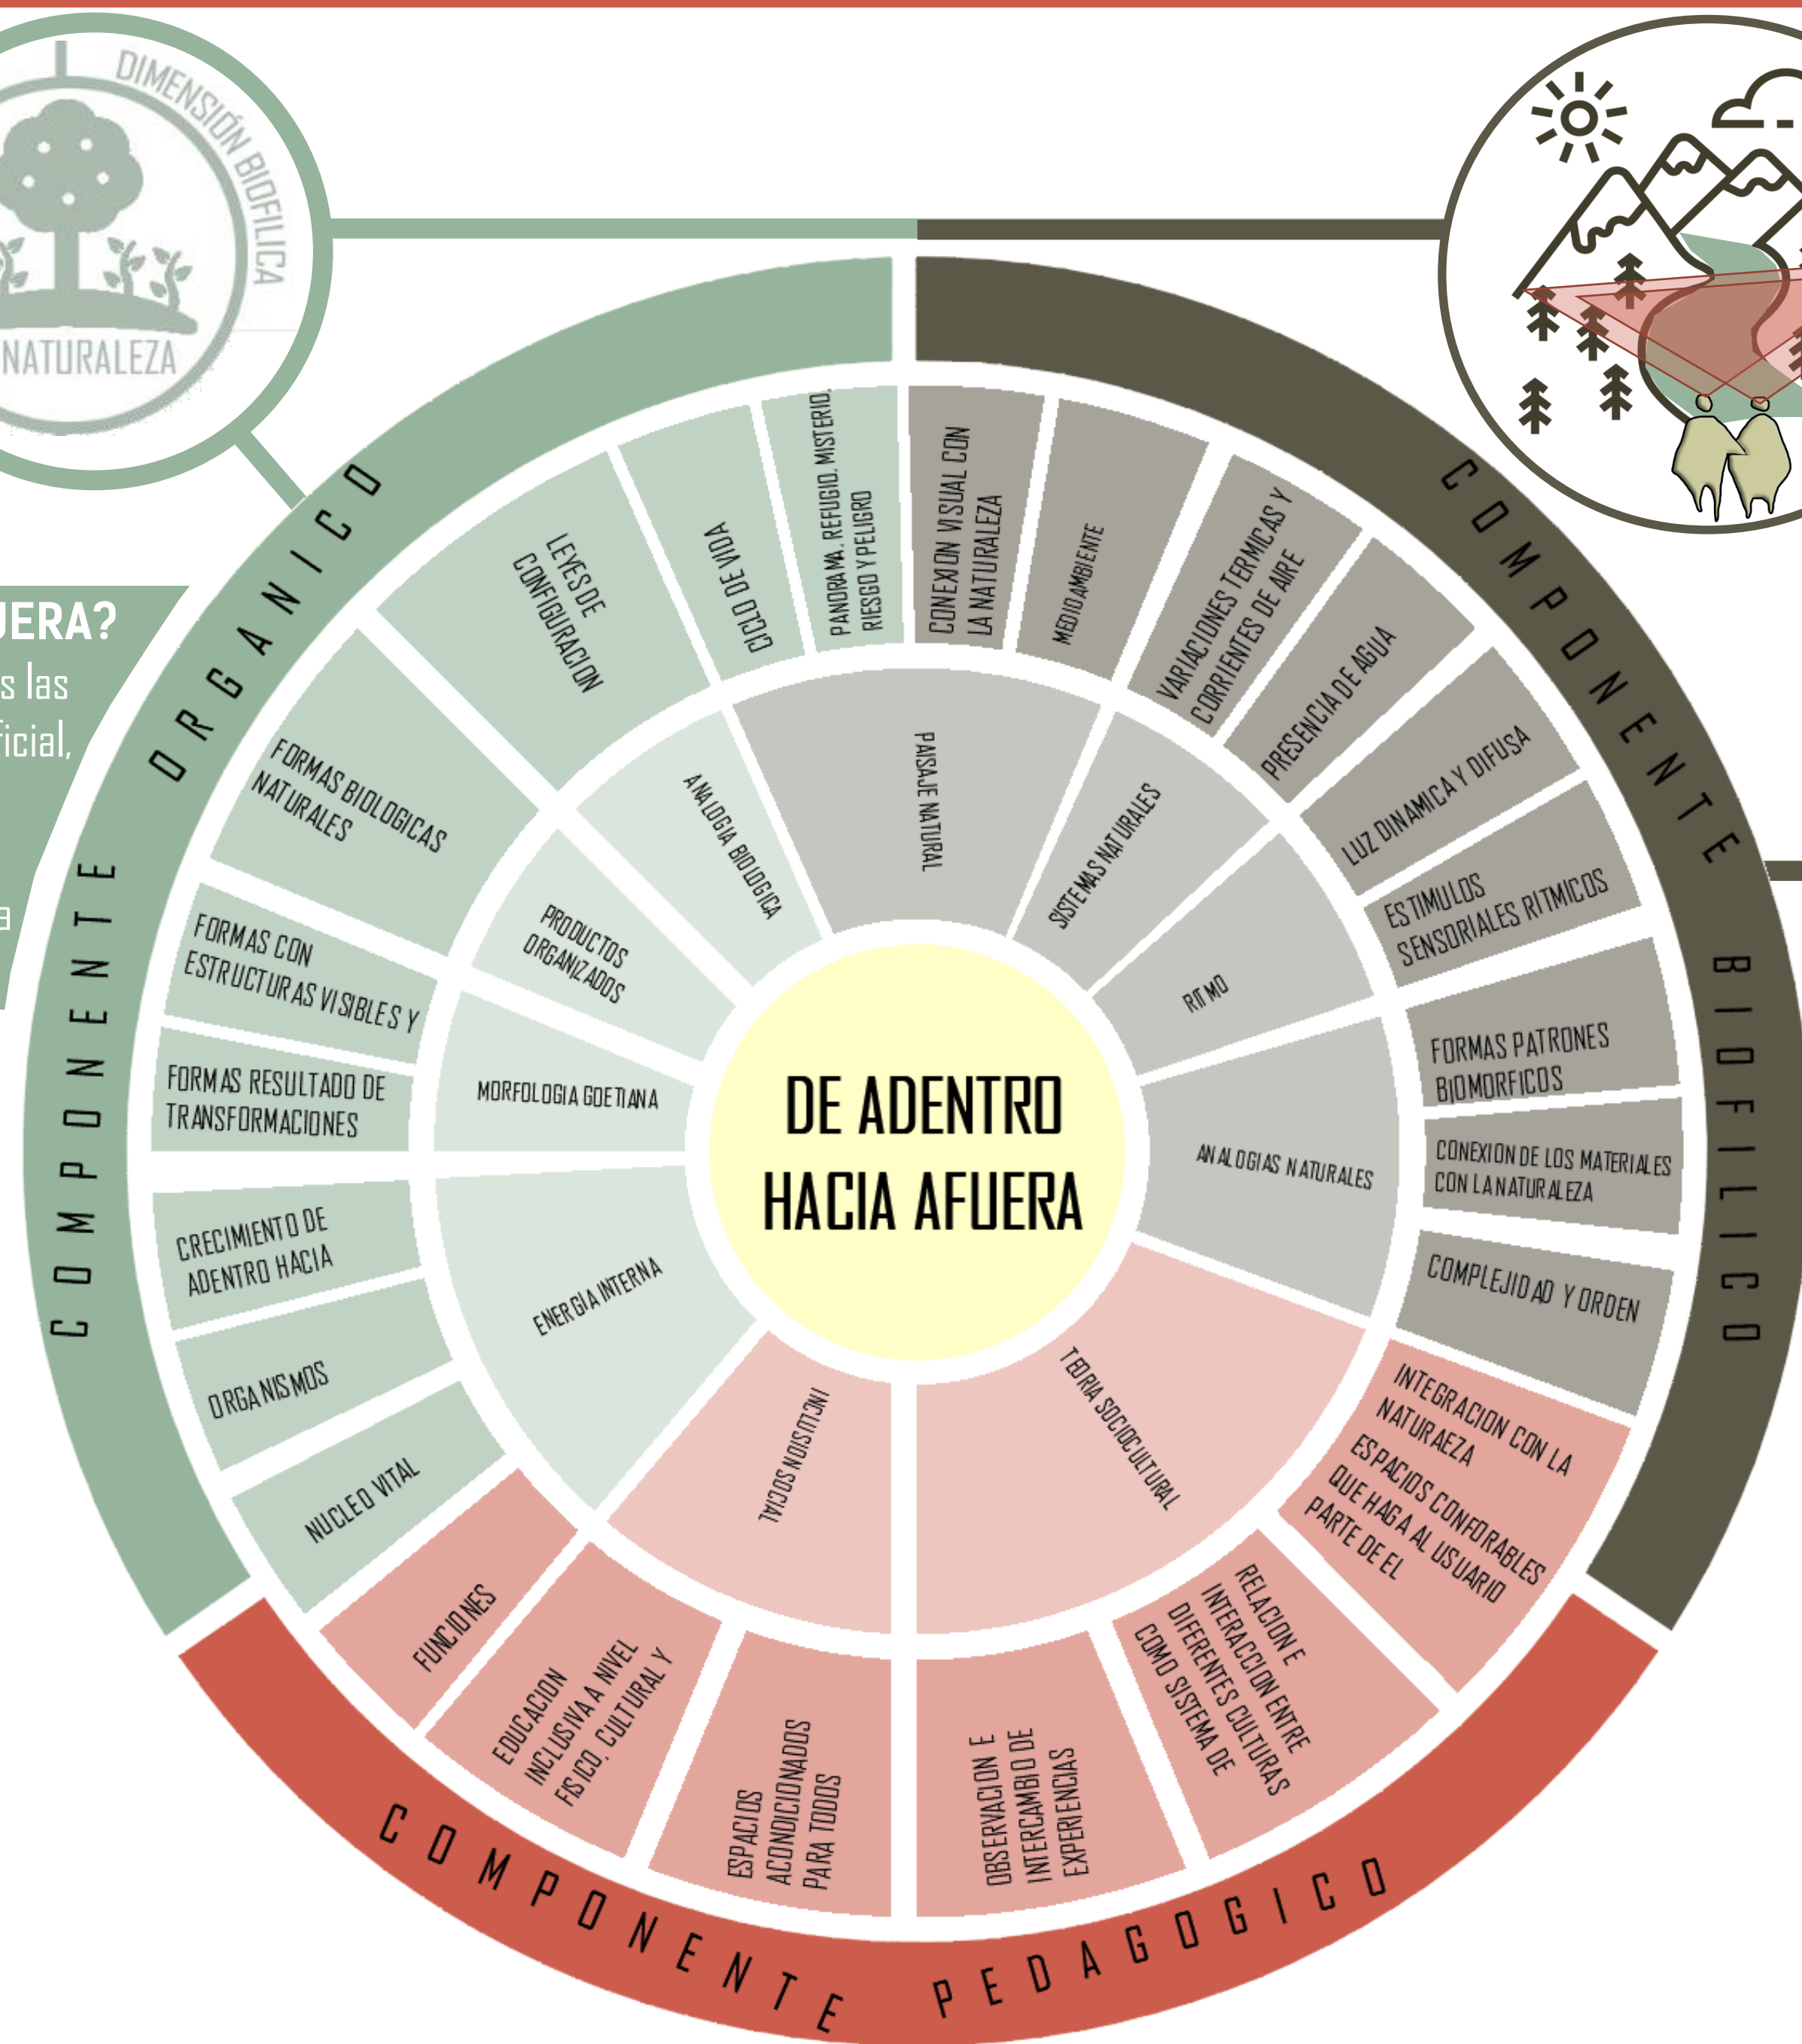 DIMENSIÓN BIOFILICA
NATURALEZA
UERA?
s las
ficial,
a
COMPONENTE ORGANICO
COMPONENTE BIOFILICO
COMPONENTE PEDAGOGICO
DE ADENTRO
HACIA AFUERA
PAISAJE NATURAL
SISTEMAS NATURALES
RITMO
ANALOGIAS NATURALES
TEORIA SOCIOCULTURAL
INCLUSION SOCIAL
ENERGÍA INTERNA
MORFOLOGIA GOETIANA
PRODUCTOS
ORGANIZADOS
ANALOGIA BIOLOGICA
CONEXION VISUAL CON
LA NATURALEZA
MEDIO AMBIENTE
VARIACIONES TERMICAS Y
CORRIENTES DE AIRE
PRESENCIA DE AGUA
LUZ DINAMICA Y DIFUSA
ESTIMULOS
SENSORIALES RÍTMICOS
FORMAS PATRONES
BIOMORFICOS
CONEXION DE LOS MATERIALES
CON LA NATURALEZA
COMPLEJIDAD Y ORDEN
INTEGRACION CON LA
NATURAEZA
ESPACIOS CONFORABLES
QUE HAGA AL USUARIO
PARTE DE EL
RELACION E
INTERACCION ENTRE
DIFERENTES CULTURAS
COMO SISTEMA DE
OBSERVACION E
INTERCAMBIO DE
EXPERIENCIAS
ESPACIOS
ACONDICIONADOS
PARA TODOS
EDUCACION
INCLUSIVA A NIVEL
FISICO, CULTURAL Y
FUNCIONES
NUCLEO VITAL
ORGANISMOS
CRECIMIENTO DE
ADENTRO HACIA
FORMAS RESULTADO DE
TRANSFORMACIONES
FORMAS CON
ESTRUCTURAS VISIBLES Y
FORMAS BIOLOGICAS
NATURALES
LEYES DE
CONFIGURACION
CICLO DE VIDA
PANORAMA, REFUGIO, MISTERIO,
RIESGO Y PELIGRO